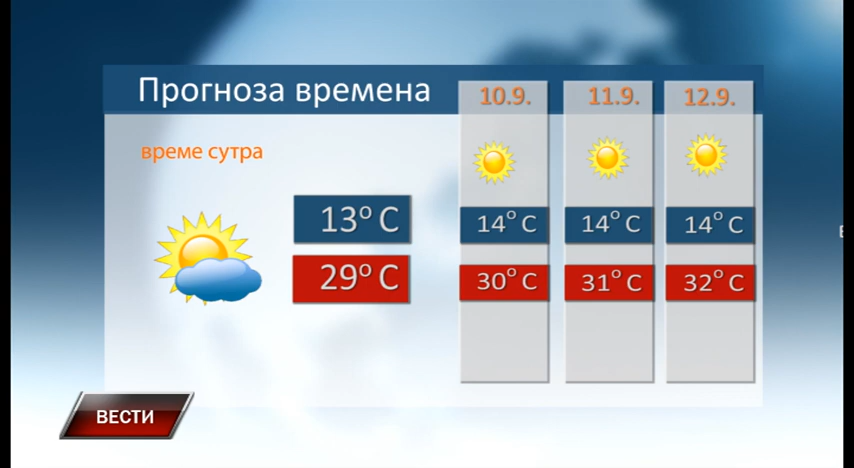 Прогноза времена
време сутра
13° C
29° C
10.9.
14° C
30° C
11.9.
14° C
31° C
12.9.
14° C
32° C
ВЕСТИ